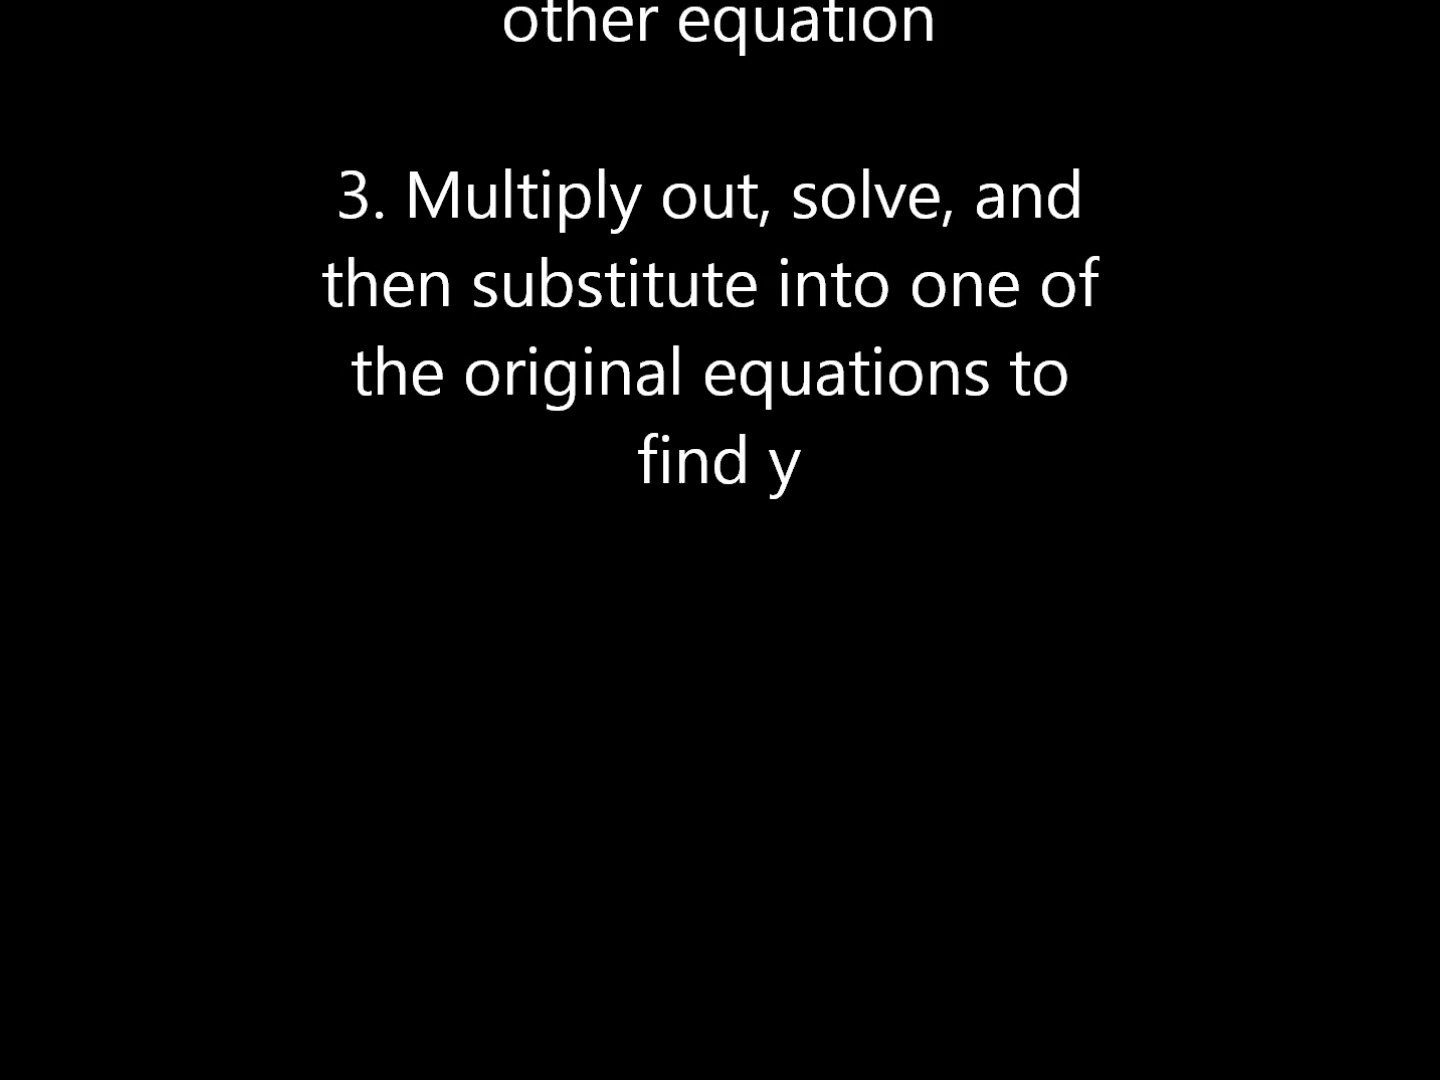 other equation
3. Multiply out, solve, and
then substitute into one of
the original equations to
find y